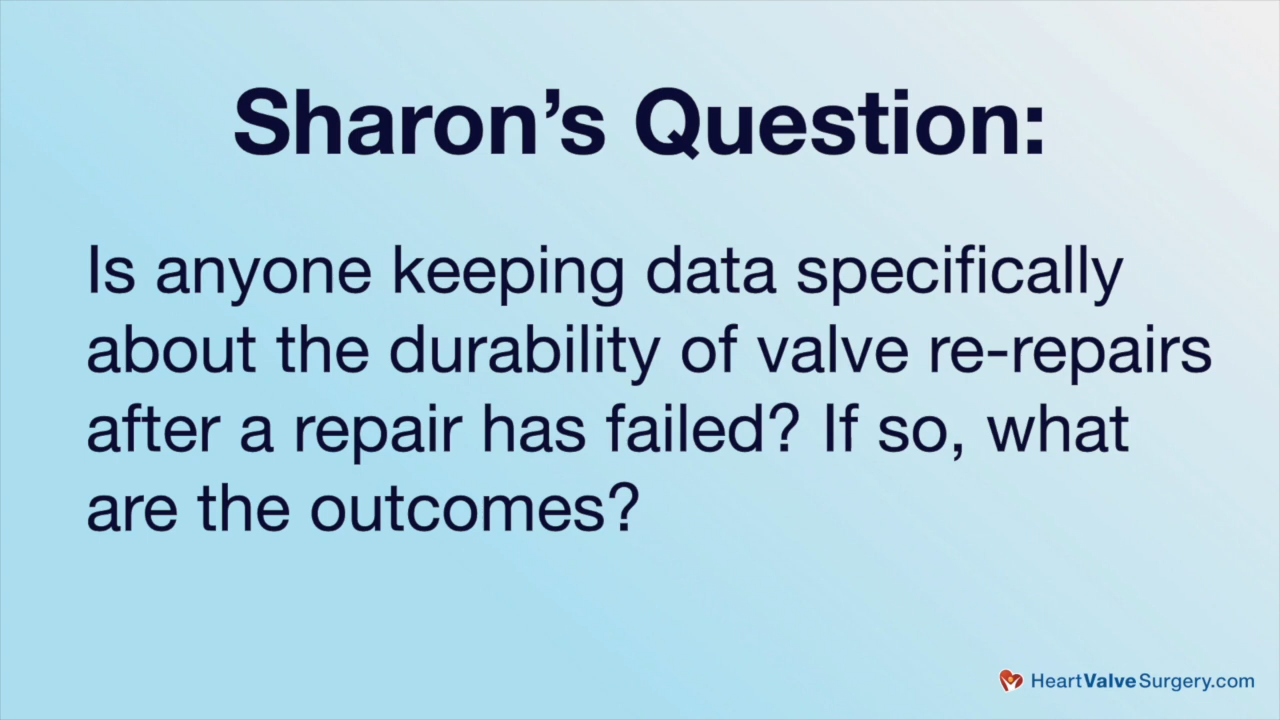 Sharon’s Question:
Is anyone keeping data specifically
about the durability of valve re-repairs
after a repair has failed? If so, what
are the outcomes?
HeartValveSurgery.com